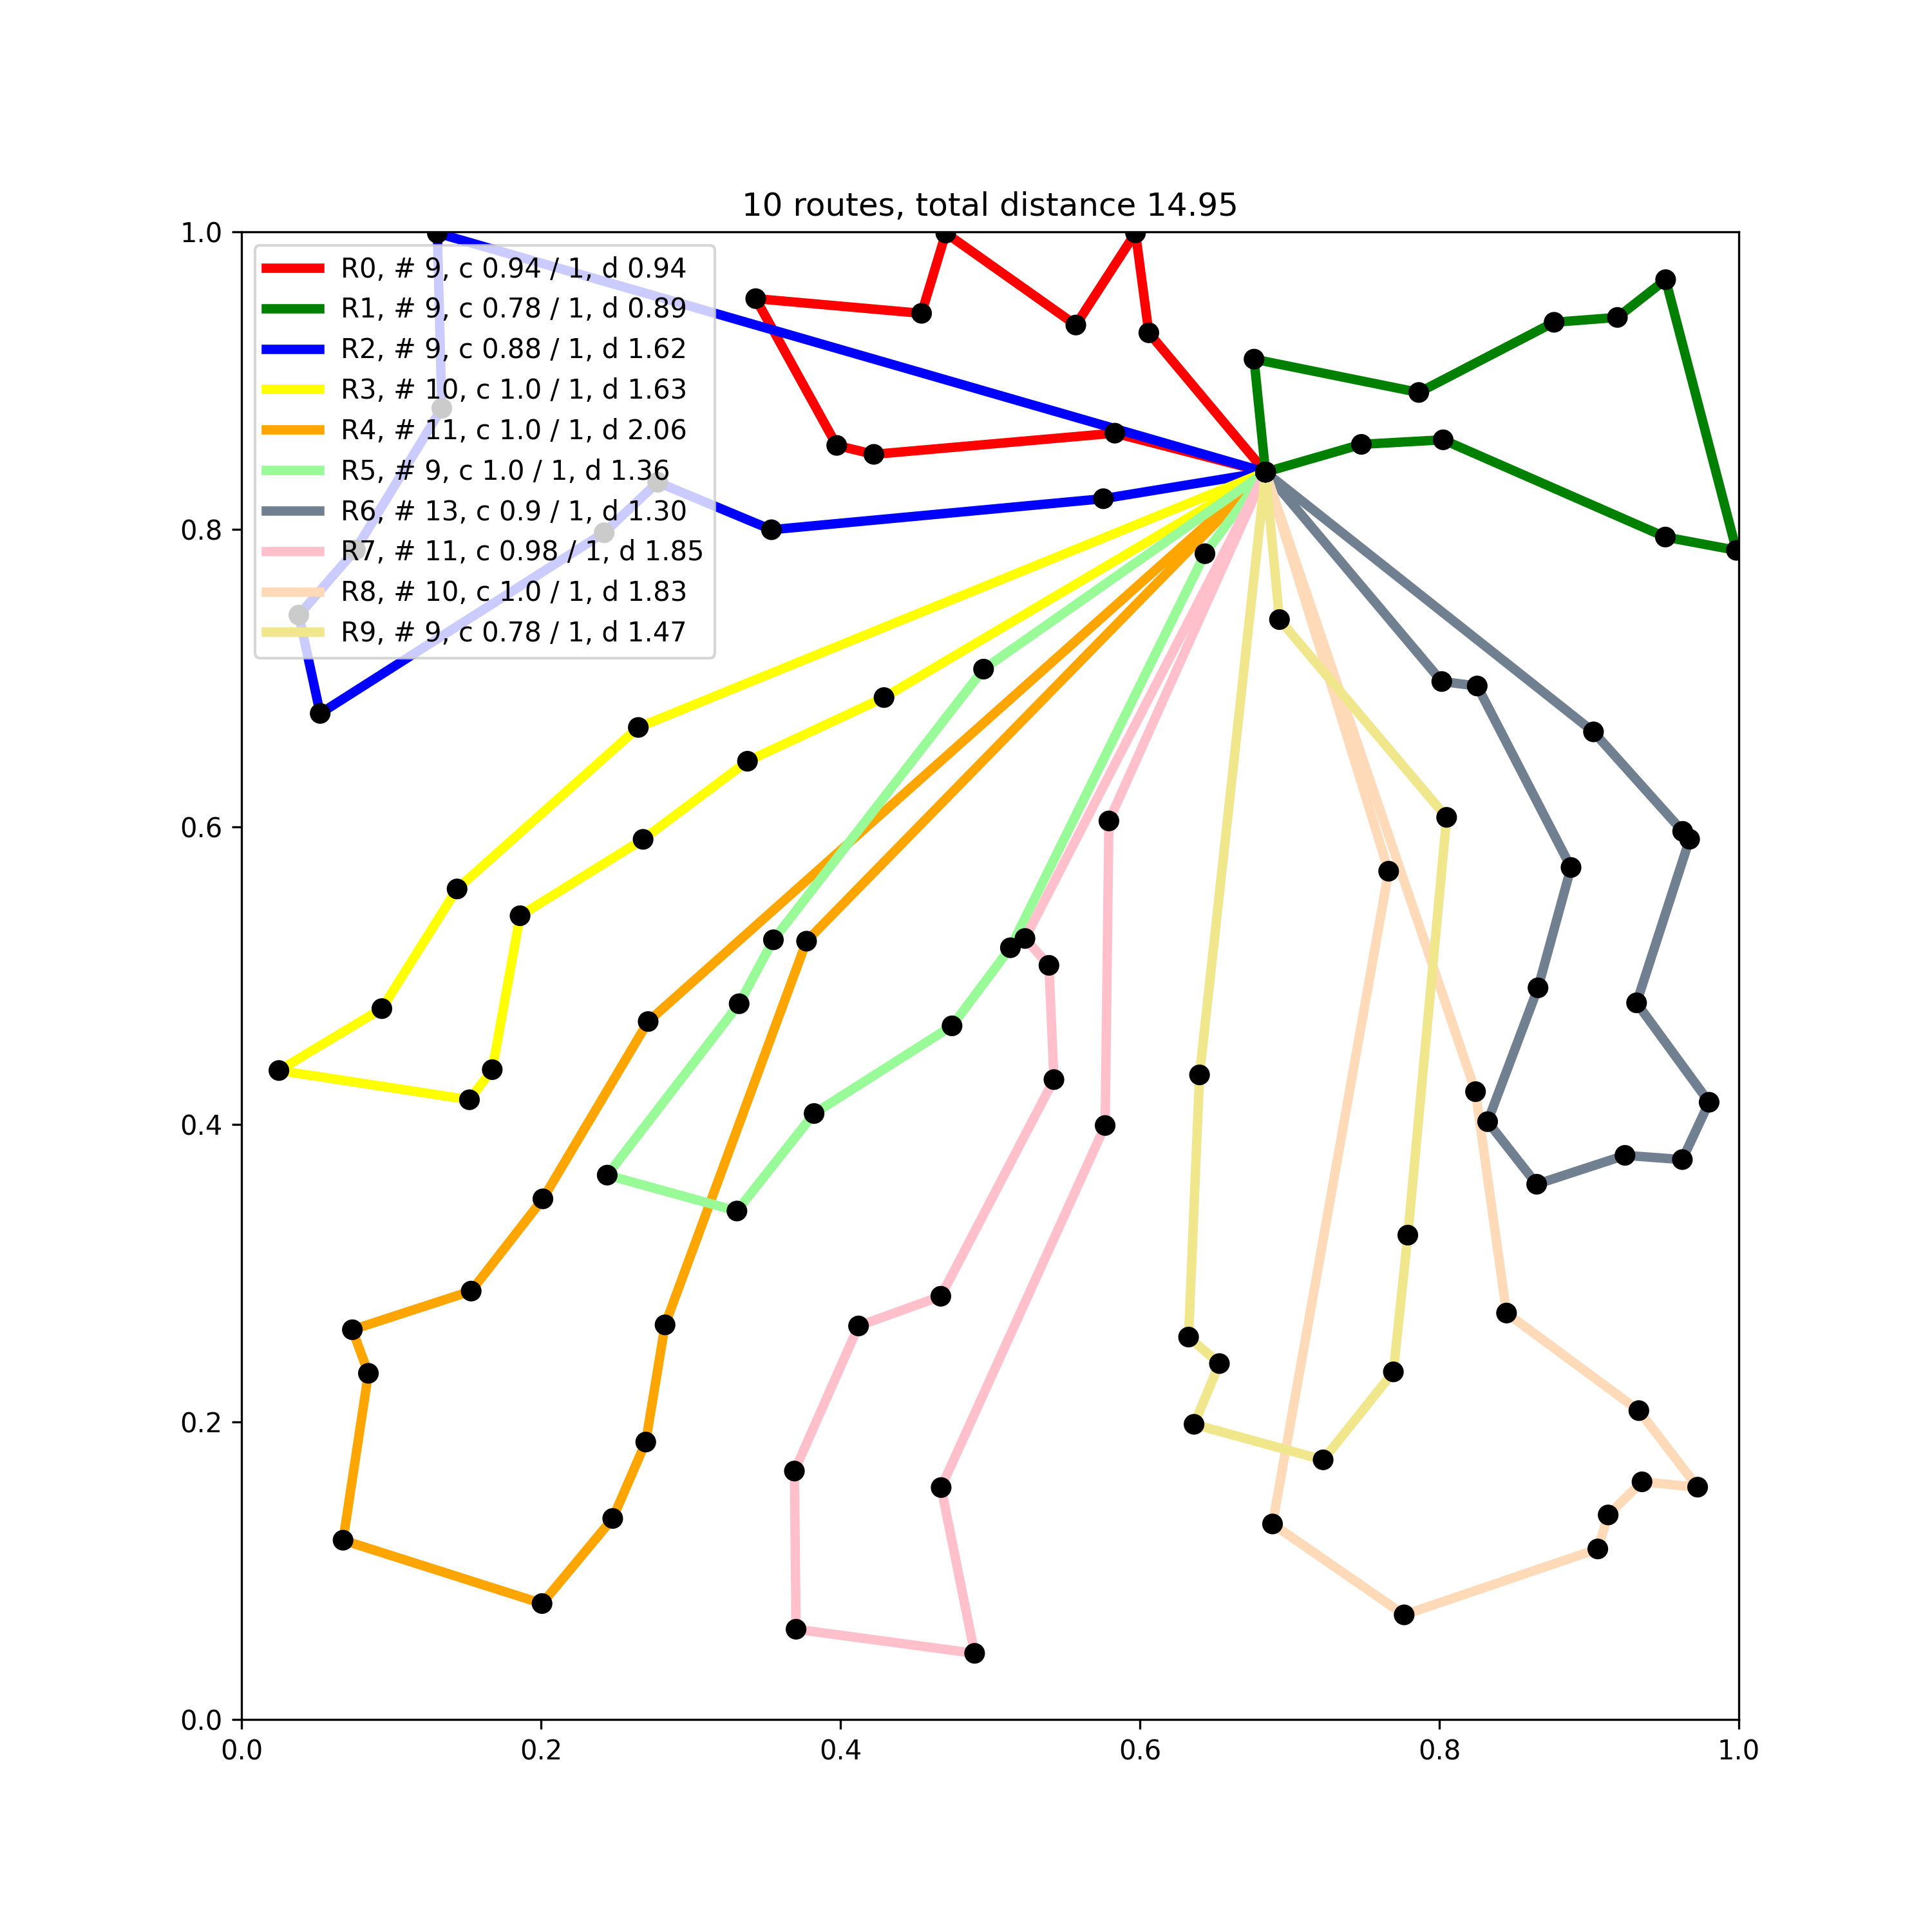 10 routes, total distance 14.95
1.0
0.8
0.6
0.4
0.2
0.0
R0, # 9, c 0.94 / 1, d 0.94
R1, # 9, c 0.78 / 1, d 0.89
R2, # 9, c 0.88 / 1, d 1.62
R3, # 10, c 1.0 / 1, d 1.63
R4, # 11, c 1.0 / 1, d 2.06
R5, # 9, c 1.0 / 1, d 1.36
R6, # 13, c 0.9 / 1, d 1.30
R7, # 11, c 0.98 / 1, d 1.85
R8, # 10, c 1.0 / 1, d 1.83
R9, # 9, c 0.78 / 1, d 1.47
0.0 0.2 0.4 0.6 0.8 1.0